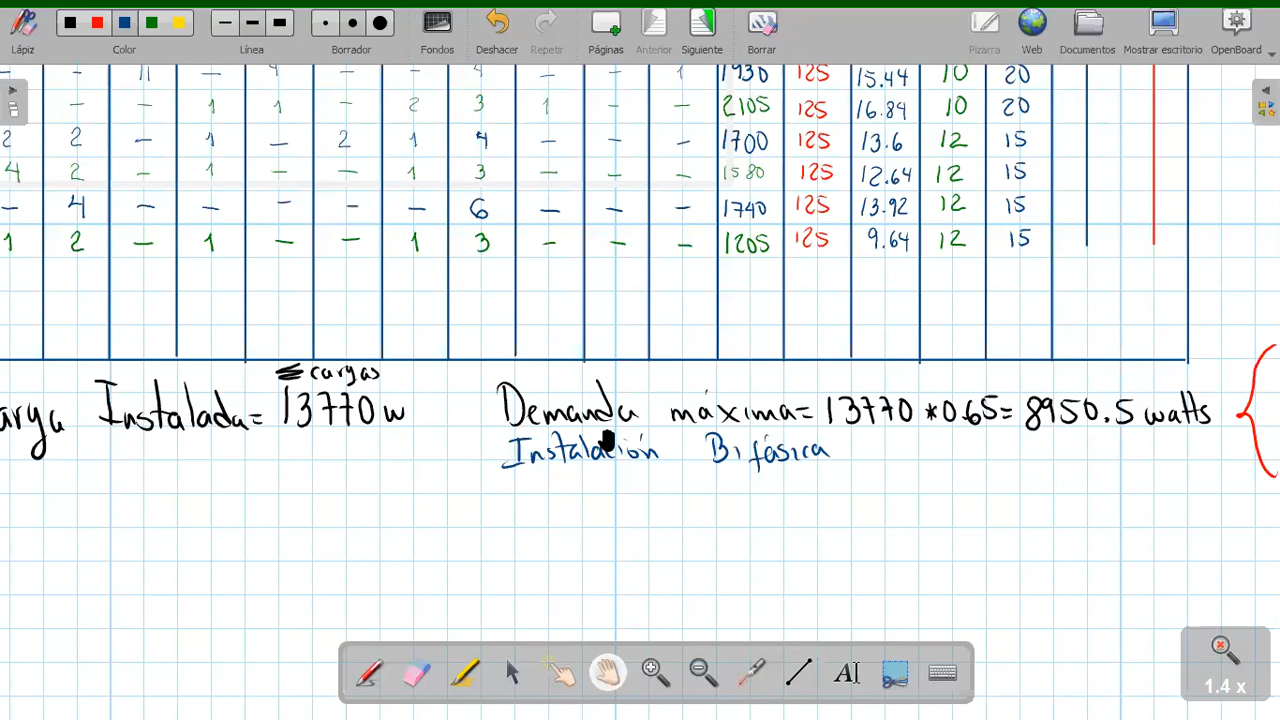 Lápiz Color Línea Borrador Fondos Deshacer Repetir Páginas Anterior Siguiente Borrar Pizarra Web Documentos Mostrar escritorio OpenBoard
– – 11 – 4 – – 4 – – 1 1930 125 15.44 10 20
– – 1 1 – 2 3 1 – – 2105 125 16.84 10 20
2 2 – 1 – 2 1 4 – – – 1700 125 13.6 12 15
4 2 – 1 – – 1 3 – – – 1580 125 12.64 12 15
– 4 – – – – – 6 – – – 1740 125 13.92 12 15
1 2 – 1 – – 1 3 – – – 1205 125 9.64 12 15
cargas
arga Instalada= 13770 w Demanda máxima= 13770 *0.65= 8950.5 watts
Instalación Bifásica
1.4 x